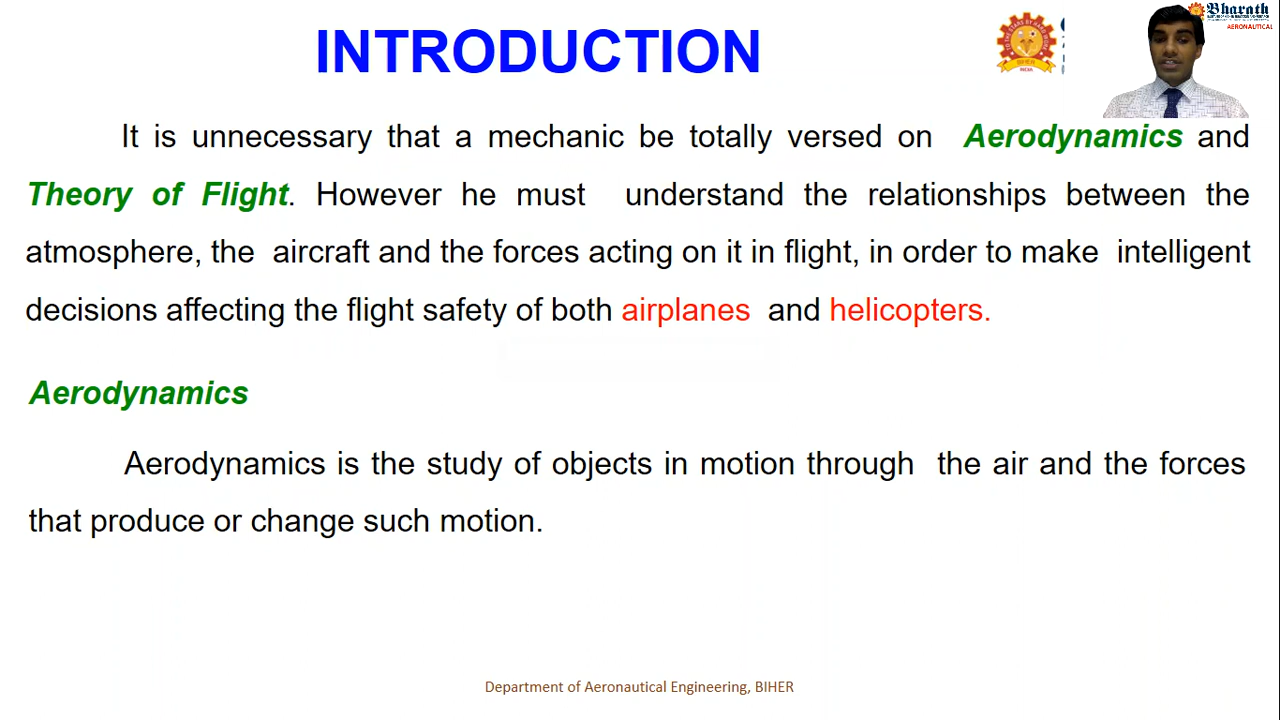 INTRODUCTION
Bharath
AERONAUTICAL
It is unnecessary that a mechanic be totally versed on Aerodynamics and
Theory of Flight. However he must understand the relationships between the
atmosphere, the aircraft and the forces acting on it in flight, in order to make intelligent
decisions affecting the flight safety of both airplanes and helicopters.
Aerodynamics
Aerodynamics is the study of objects in motion through the air and the forces
that produce or change such motion.
Department of Aeronautical Engineering, BIHER